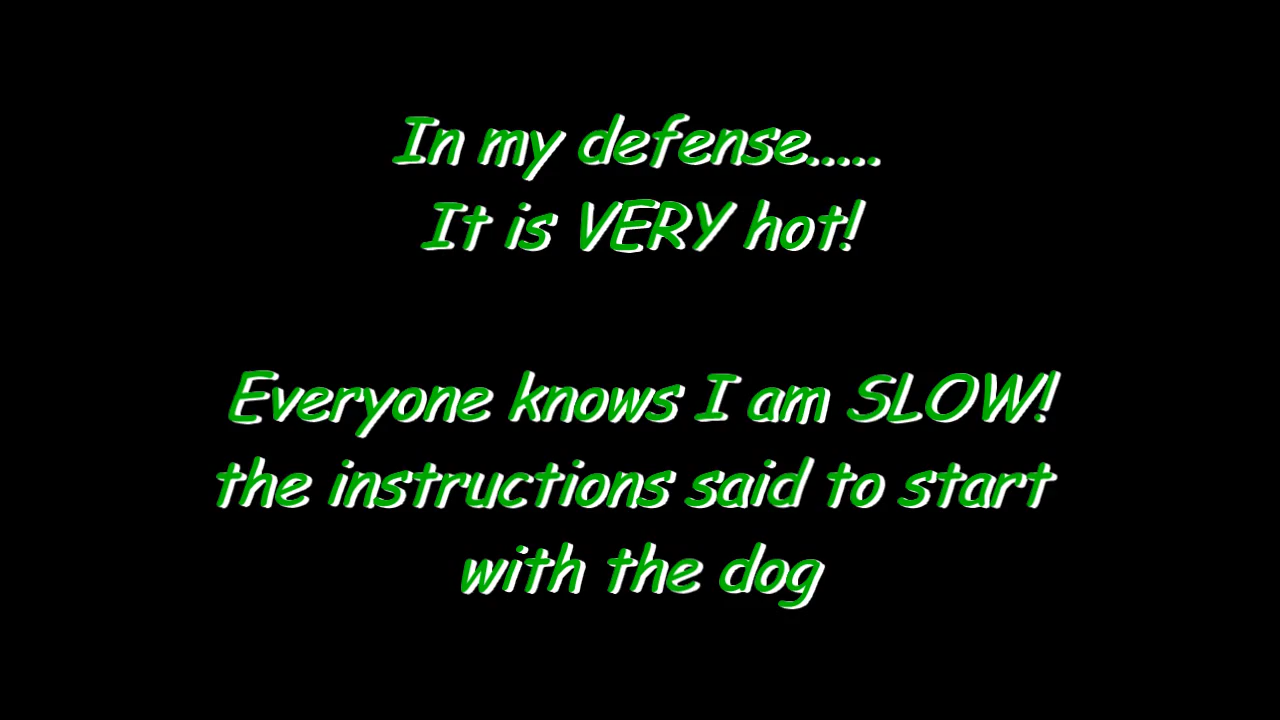 In my defense.....
It is VERY hot!
Everyone knows I am SLOW!
the instructions said to start
with the dog